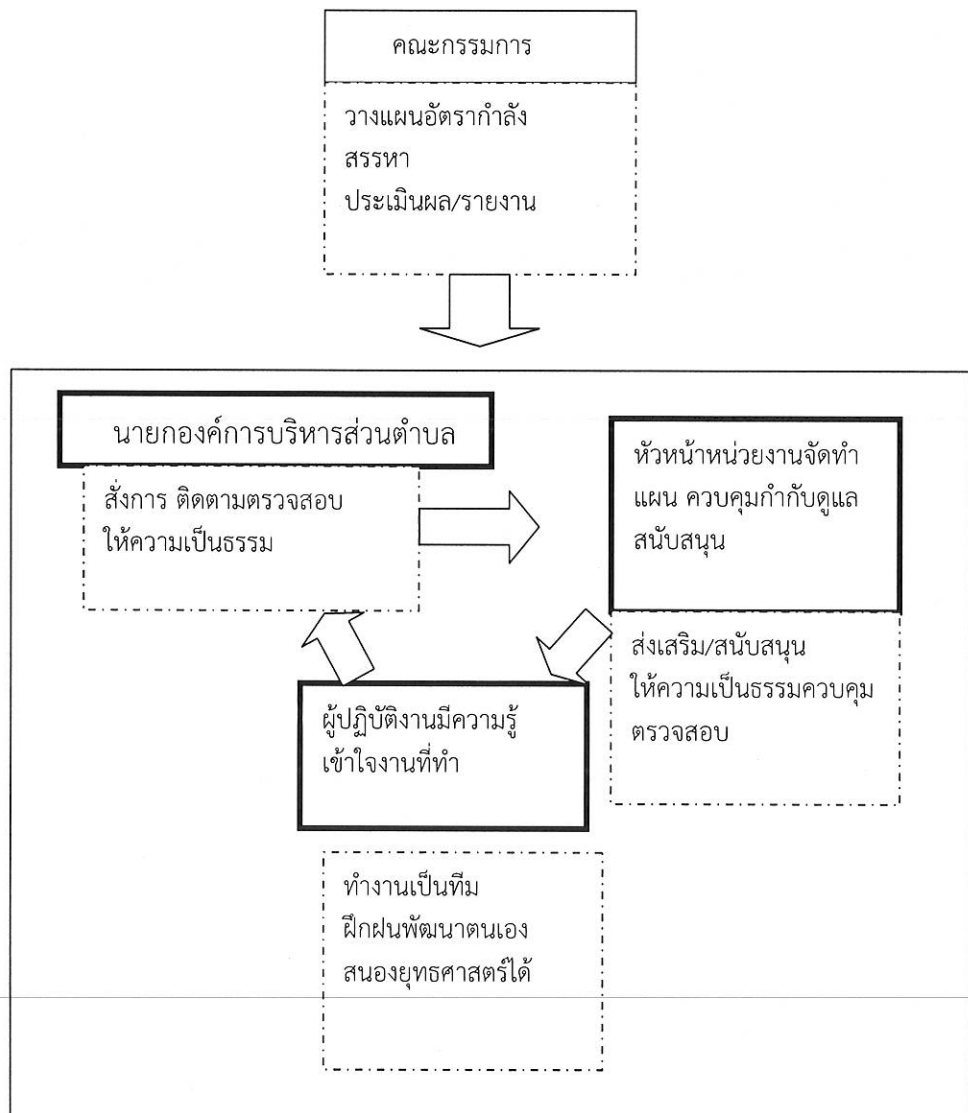 คณะกรรมการ
วางแผนอัตรากำลัง
สรรหา
ประเมินผล/รายงาน
นายกองค์การบริหารส่วนตำบล
สั่งการ ติดตามตรวจสอบ
ให้ความเป็นธรรม
หัวหน้าหน่วยงานจัดทำ
แผน ควบคุมกำกับดูแล
สนับสนุน
ส่งเสริม/สนับสนุน
ให้ความเป็นธรรมควบคุม
ตรวจสอบ
ผู้ปฏิบัติงานมีความรู้
เข้าใจงานที่ทำ
ทำงานเป็นทีม
ฝึกฝนพัฒนาตนเอง
สนองยุทธศาสตร์ได้